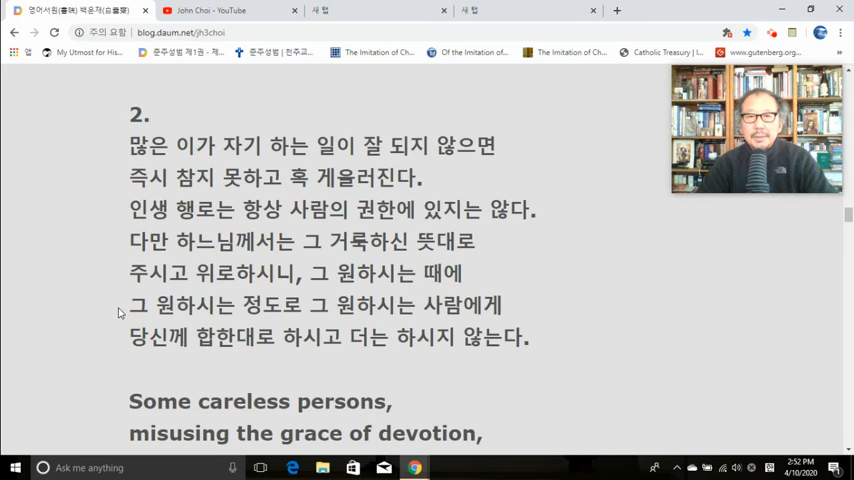 영어서원(書院) 백운재(白雲齋)
John Choi - YouTube
새 탭
새 탭
주의 요함
blog.daum.net/jh3choi
앱
My Utmost for His...
준주성범 제1권 - 제...
준주성범 | 전주교...
The Imitation of Ch...
Of the Imitation of...
The Imitation of Ch...
Catholic Treasury | I...
www.gutenberg.org...
2.
많은 이가 자기 하는 일이 잘 되지 않으면
즉시 참지 못하고 혹 게을러진다.
인생 행로는 항상 사람의 권한에 있지는 않다.
다만 하느님께서는 그 거룩하신 뜻대로
주시고 위로하시니, 그 원하시는 때에
그 원하시는 정도로 그 원하시는 사람에게
당신께 합한대로 하시고 더는 하시지 않는다.
Some careless persons,
misusing the grace of devotion,
Ask me anything
2:52 PM
4/10/2020